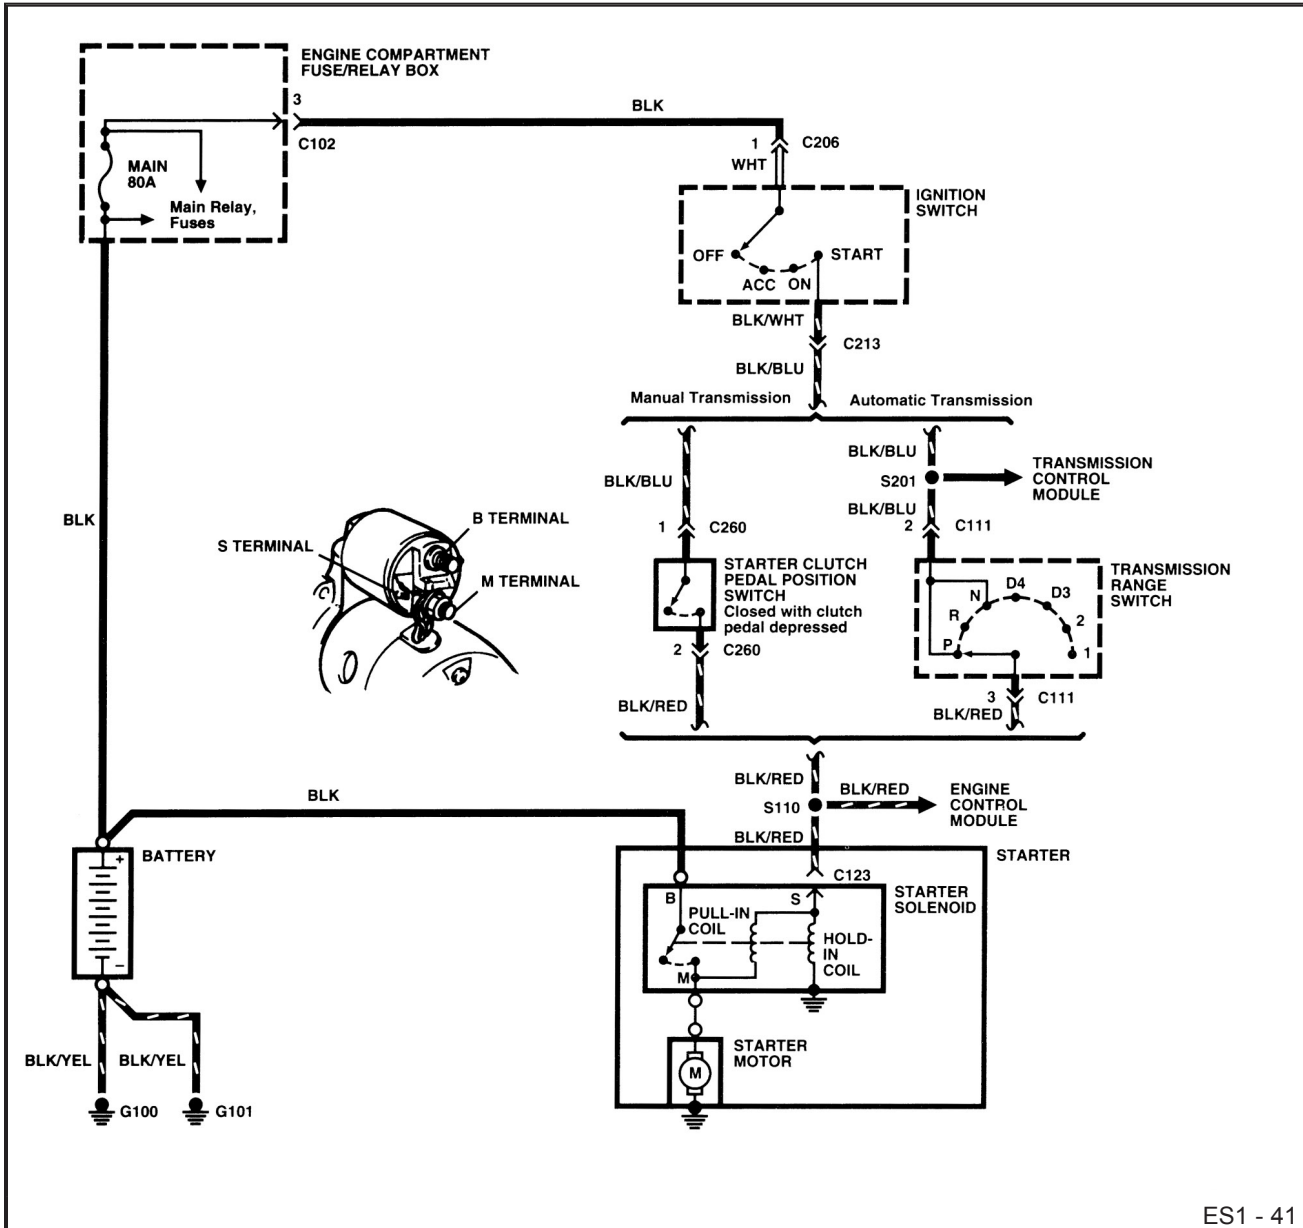 ENGINE COMPARTMENT
FUSE/RELAY BOX
3
BLK
C102
MAIN
80A
Main Relay,
Fuses
1
C206
WHT
IGNITION
SWITCH
OFF
START
ACC
ON
BLK/WHT
C213
BLK/BLU
Manual Transmission
Automatic Transmission
BLK/BLU
S201
TRANSMISSION
CONTROL
MODULE
BLK/BLU
BLK/BLU
BLK
1
C260
2
C111
B TERMINAL
S TERMINAL
M TERMINAL
STARTER CLUTCH
PEDAL POSITION
SWITCH
Closed with clutch
pedal depressed
TRANSMISSION
RANGE
SWITCH
P
R
N
D4
D3
2
1
2
C260
3
C111
BLK/RED
BLK/RED
BLK/RED
BLK/RED
S110
ENGINE
CONTROL
MODULE
BLK
BLK/RED
BATTERY
+
–
STARTER
C123
B
S
STARTER
SOLENOID
PULL-IN
COIL
HOLD-
IN
COIL
M
STARTER
MOTOR
M
BLK/YEL
BLK/YEL
G100
G101
ES1 - 41